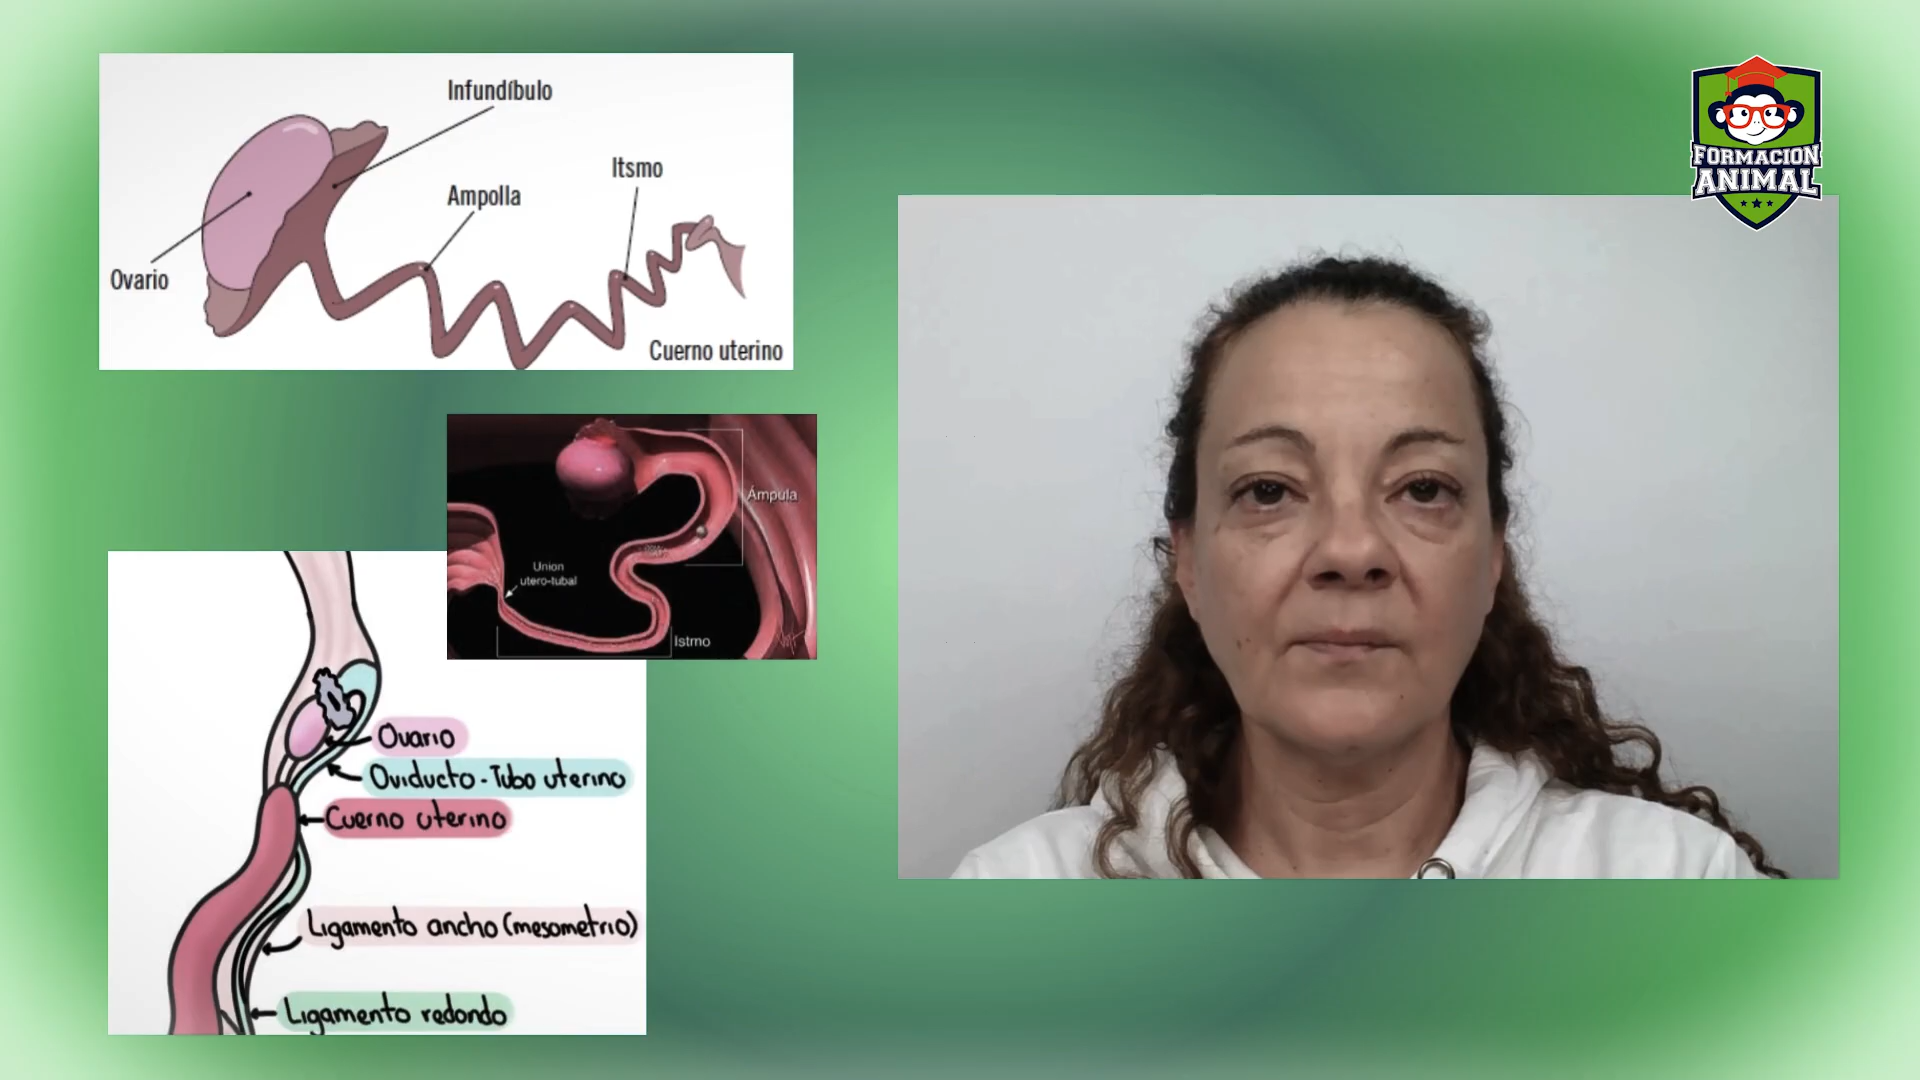 Infundíbulo
Itsmo
Ampolla
Ovario
Cuerno uterino
Ámpula
Union
utero-tubal
Istmo
Ovario
Oviducto - Tubo uterino
Cuerno uterino
Ligamento ancho (mesometrio)
Ligamento redondo
FORMACION
ANIMAL